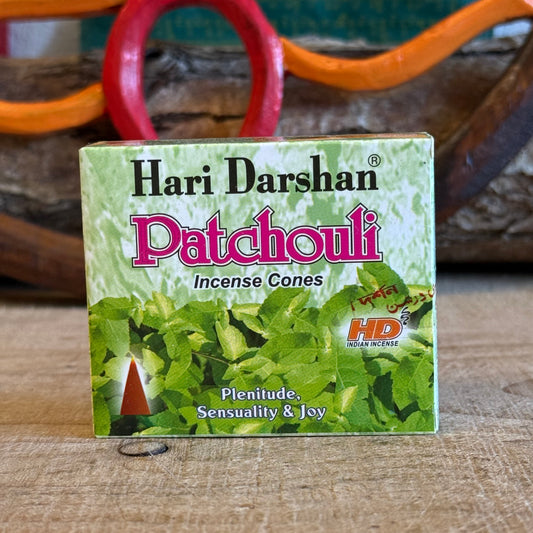 Hari Darshan®
Patchouli
Incense Cones
HD
INDIAN INCENSE
Plenitude,
Sensuality & Joy